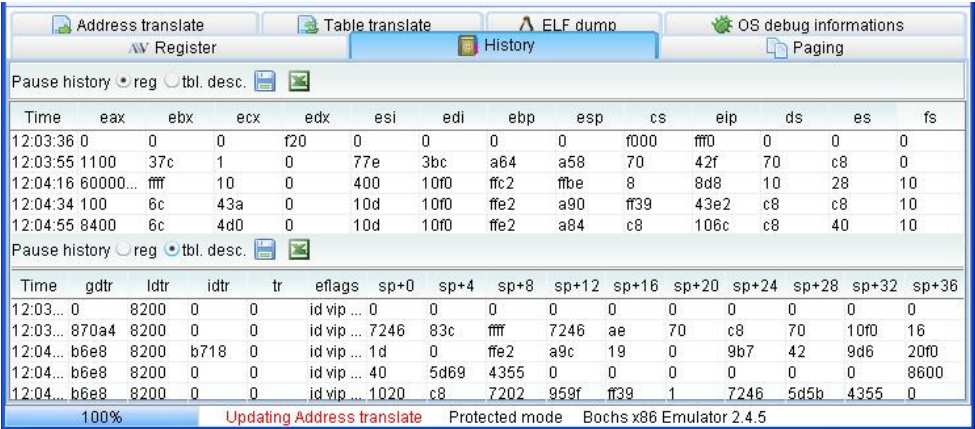 Address translate Table translate ELF dump OS debug informations
Register History Paging
Pause history reg tbl. desc.
Time eax ebx ecx edx esi edi ebp esp cs eip ds es fs
12:03:36 0 0 0 f20 0 0 0 0 f000 fff0 0 0 0
12:03:55 1100 37c 1 0 77e 3bc a64 a58 70 42f 70 c8 0
12:04:16 60000... ffff 10 0 400 10f0 ffc2 ffbe 8 8d8 10 28 10
12:04:34 100 6c 43a 0 10d 10f0 ffe2 a90 ff39 43e2 c8 c8 10
12:04:55 8400 6c 4d0 0 10d 10f0 ffe2 a84 c8 106c c8 40 10
Pause history reg tbl. desc.
Time gdtr ldtr idtr tr eflags sp+0 sp+4 sp+8 sp+12 sp+16 sp+20 sp+24 sp+28 sp+32 sp+36
12:03... 0 8200 0 0 id vip ... 0 0 0 0 0 0 0 0 0 0
12:03... 870a4 8200 0 0 id vip ... 7246 83c ffff 7246 ae 70 c8 70 10f0 16
12:04... b6e8 8200 b718 0 id vip ... 1d 0 ffe2 a9c 19 0 9b7 42 9d6 20f0
12:04... b6e8 8200 0 0 id vip ... 40 5d69 4355 0 0 0 0 0 0 8600
12:04... b6e8 8200 0 0 id vip ... 1020 c8 7202 959f ff39 1 7246 5d5b 4355 0
100% Updating Address translate Protected mode Bochs x86 Emulator 2.4.5